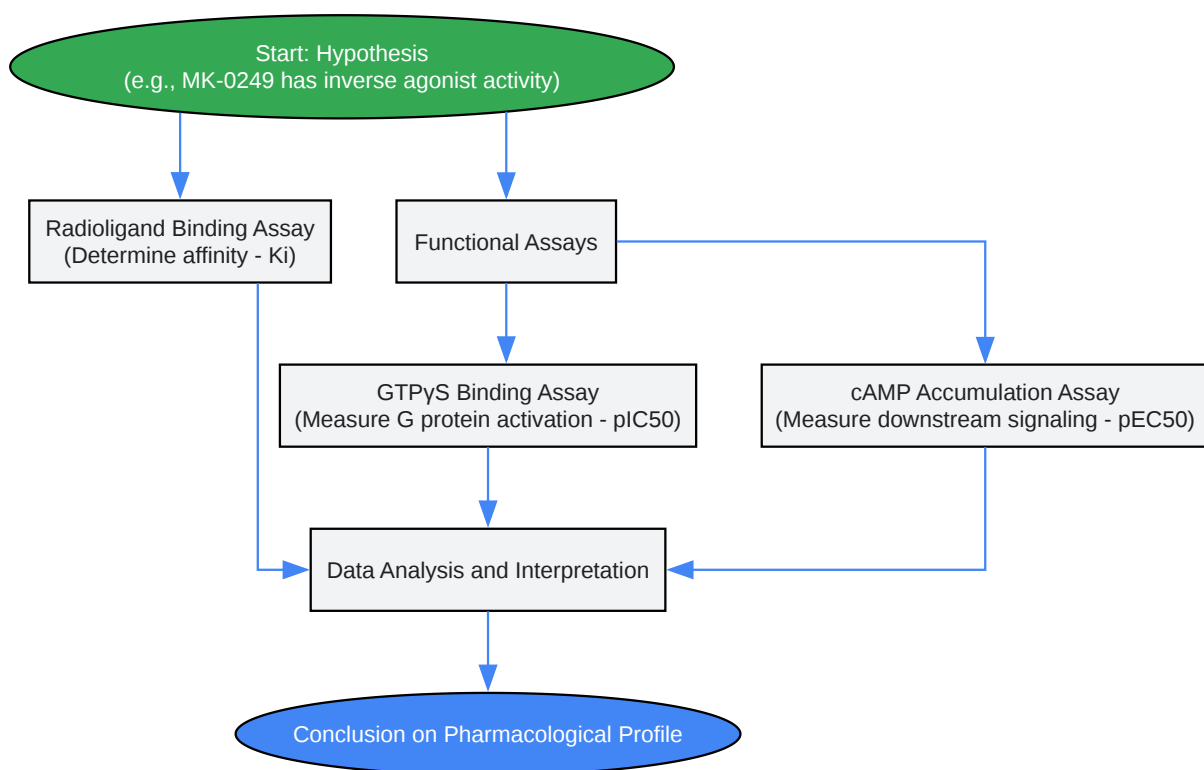 Start: Hypothesis
(e.g., MK-0249 has inverse agonist activity)
Radioligand Binding Assay
(Determine affinity - Ki)
Functional Assays
GTPγS Binding Assay
(Measure G protein activation - pIC50)
cAMP Accumulation Assay
(Measure downstream signaling - pEC50)
Data Analysis and Interpretation
Conclusion on Pharmacological Profile